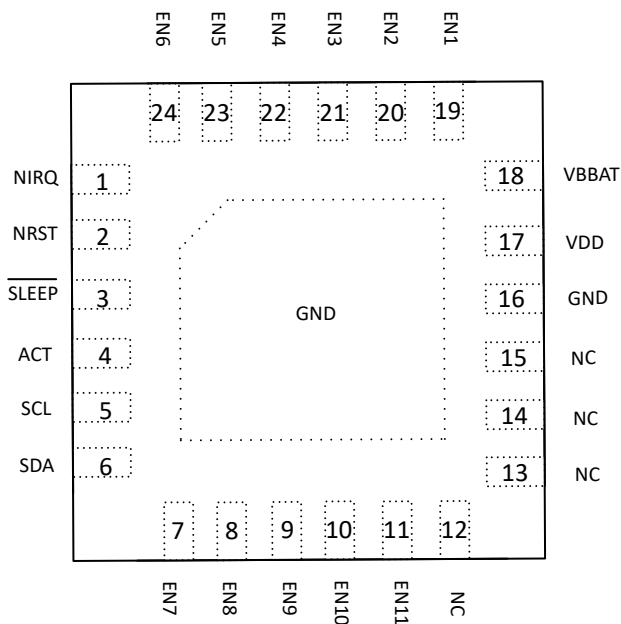 EN6 EN5 EN4 EN3 EN2 EN1
24 23 22 21 20 19
NIRQ 1 18 VBBAT
NRST 2 17 VDD
SLEEP 3 16 GND
GND
ACT 4 15 NC
SCL 5 14 NC
SDA 6 13 NC
7 8 9 10 11 12
EN7 EN8 EN9 EN10 EN11 NC